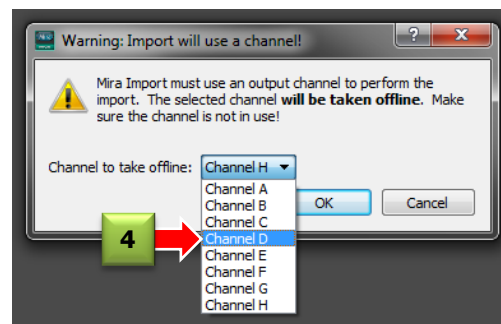 Warning: Import will use a channel!
Mira Import must use an output channel to perform the
import. The selected channel will be taken offline. Make
sure the channel is not in use!
Channel to take offline: Channel H
Channel A
Channel B
Channel C
Channel D
Channel E
Channel F
Channel G
Channel H
OK Cancel
4